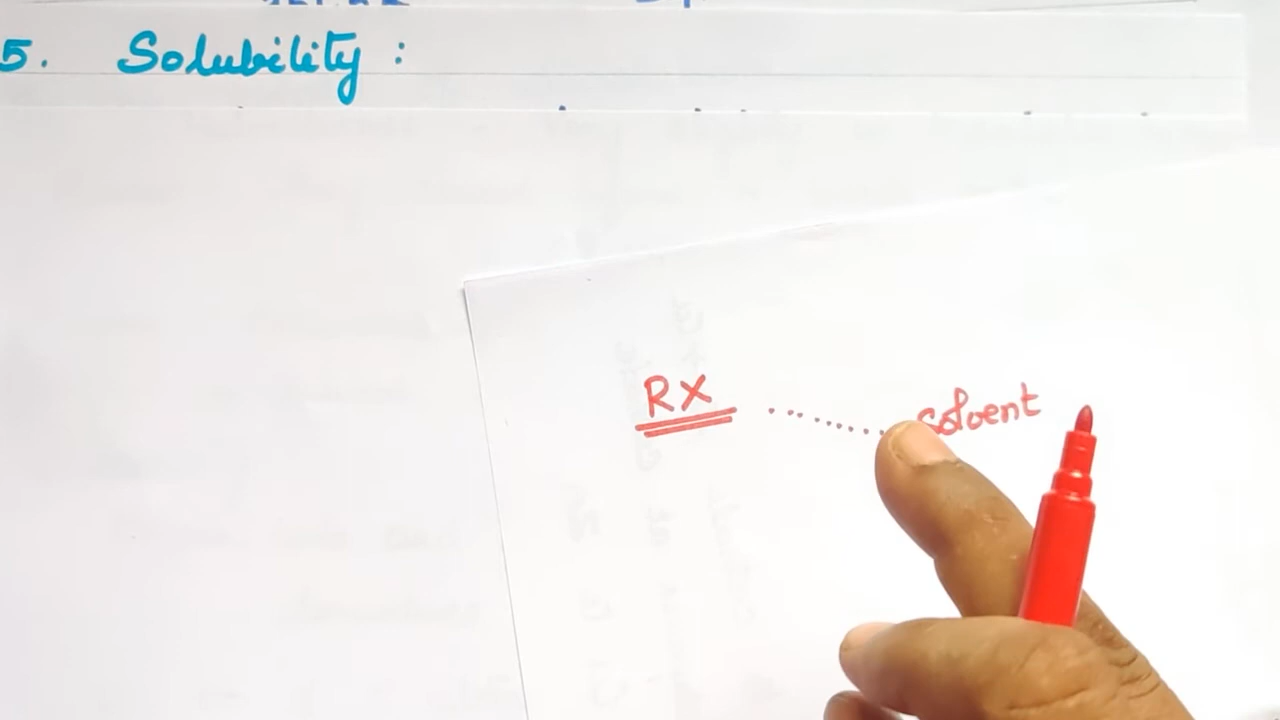 5. Solubility :
RX ........ Solvent